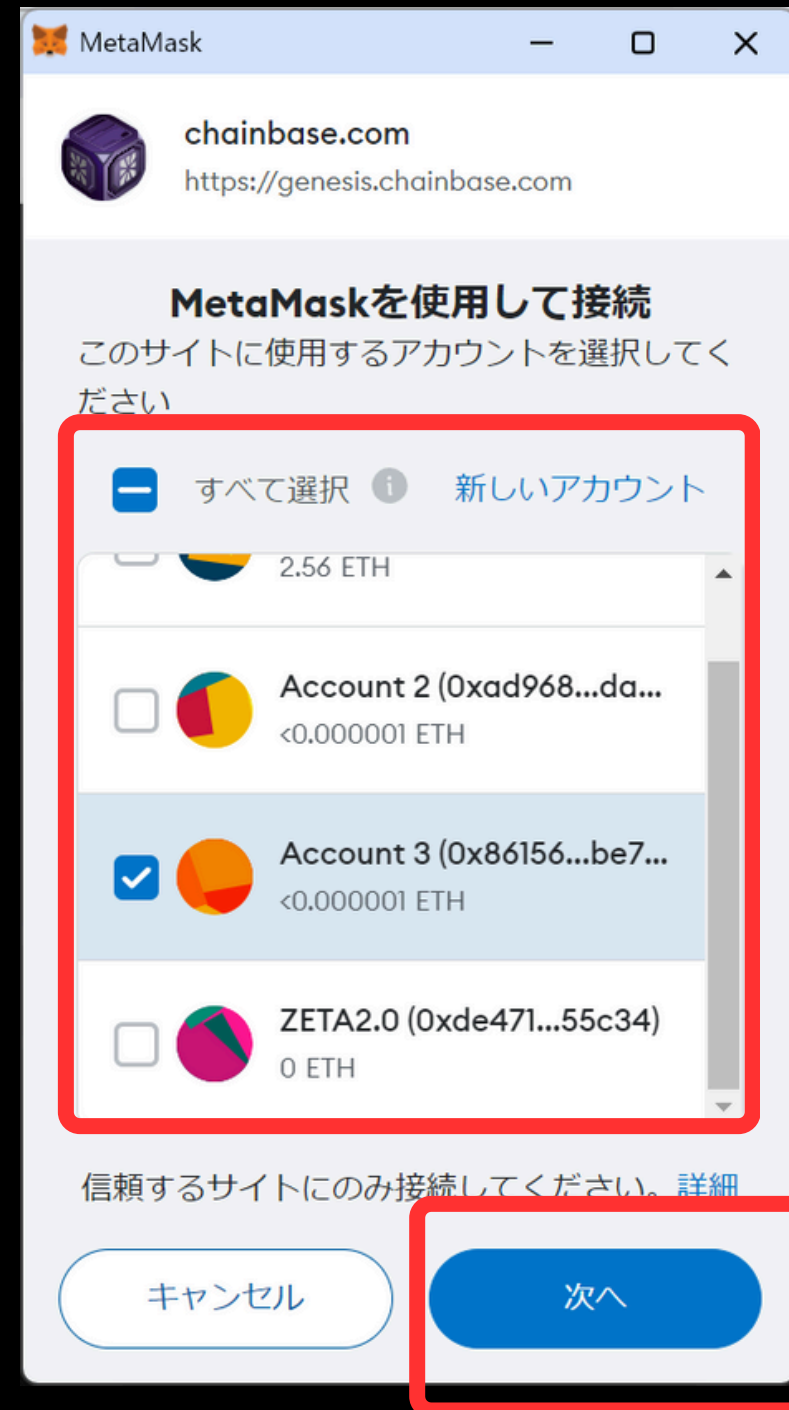 MetaMask
chainbase.com
https://genesis.chainbase.com
MetaMaskを使用して接続
このサイトに使用するアカウントを選択してく
ださい
すべて選択 新しいアカウント
2.56 ETH
Account 2 (0xad968...da...
<0.000001 ETH
Account 3 (0x86156...be7...
<0.000001 ETH
ZETA2.0 (0xde471...55c34)
0 ETH
信頼するサイトにのみ接続してください。詳細
キャンセル 次へ